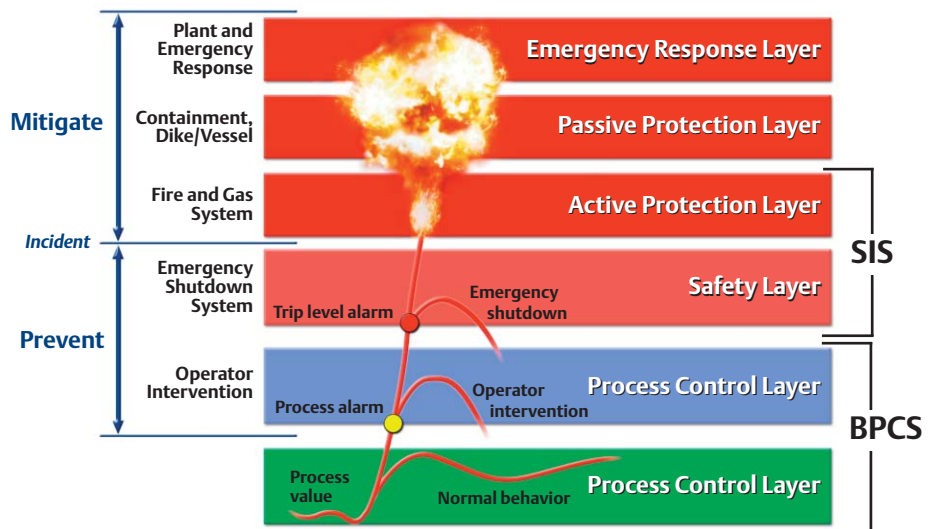 Plant and
Emergency
Response
Emergency Response Layer
Mitigate
Containment,
Dike/Vessel
Passive Protection Layer
Fire and Gas
System
Active Protection Layer
SIS
Incident
Emergency
Shutdown
System
Trip level alarm
Emergency
shutdown
Safety Layer
Prevent
Operator
Intervention
Process alarm
Operator
intervention
Process Control Layer
BPCS
Process
value
Normal behavior
Process Control Layer